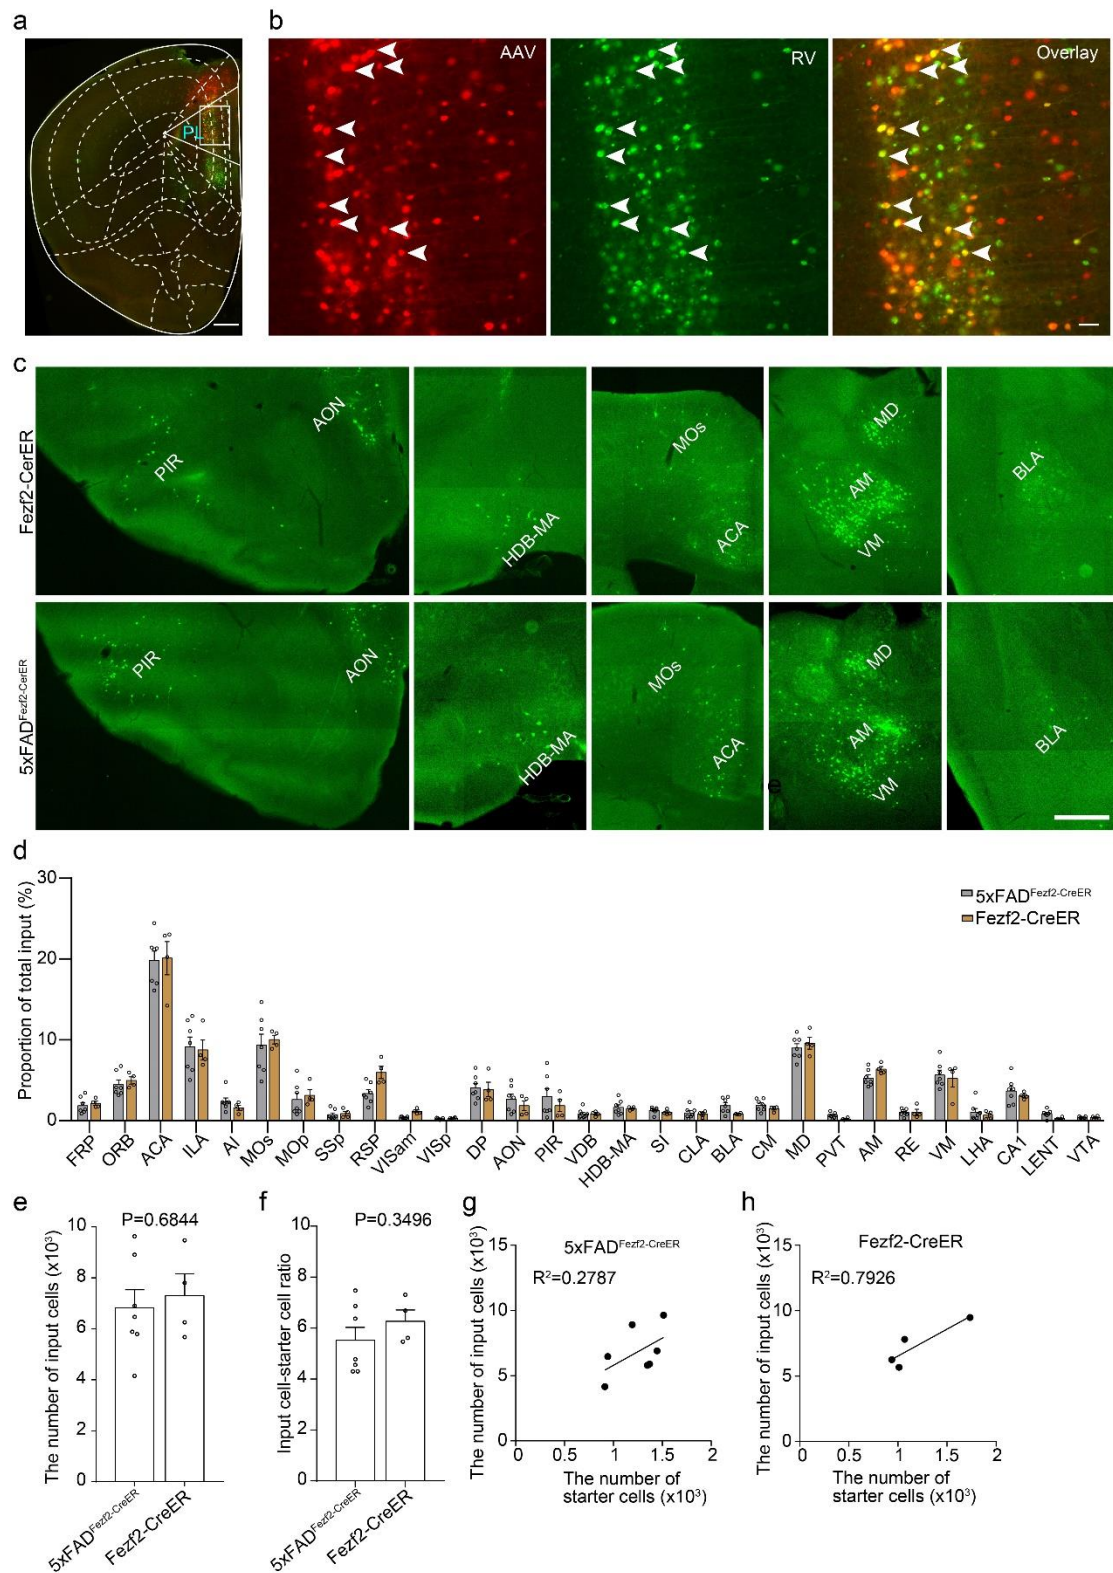 a
PL
b
AAV
RV
Overlay
c
Fezf2-CerER
PIR
AON
HDB-MA
MOs
ACA
MD
AM
VM
BLA
5xFADFezf2-CerER
PIR
AON
HDB-MA
MOs
ACA
MD
AM
VM
e
BLA
d
Proportion of total input (%)
30
20
10
0
5xFADFezf2-CreER
Fezf2-CreER
FRP
ORB
ACA
ILA
AI
MOs
MOp
SSp
RSP
VISam
VISp
DP
AON
PIR
VDB
HDB-MA
SI
CLA
BLA
CM
MD
PVT
AM
RE
VM
LHA
CA1
LENT
VTA
e
P=0.6844
The number of input cells (x10³)
10
8
6
4
2
0
5xFADFezf2-CreER
Fezf2-CreER
f
P=0.3496
Input cell-starter cell ratio
10
8
6
4
2
0
5xFADFezf2-CreER
Fezf2-CreER
g
5xFADFezf2-CreER
R²=0.2787
The number of input cells (x10³)
15
10
5
0
0 0.5 1 1.5 2
The number of
starter cells (x10³)
h
Fezf2-CreER
R²=0.7926
The number of input cells (x10³)
15
10
5
0
0 0.5 1 1.5 2
The number of
starter cells (x10³)